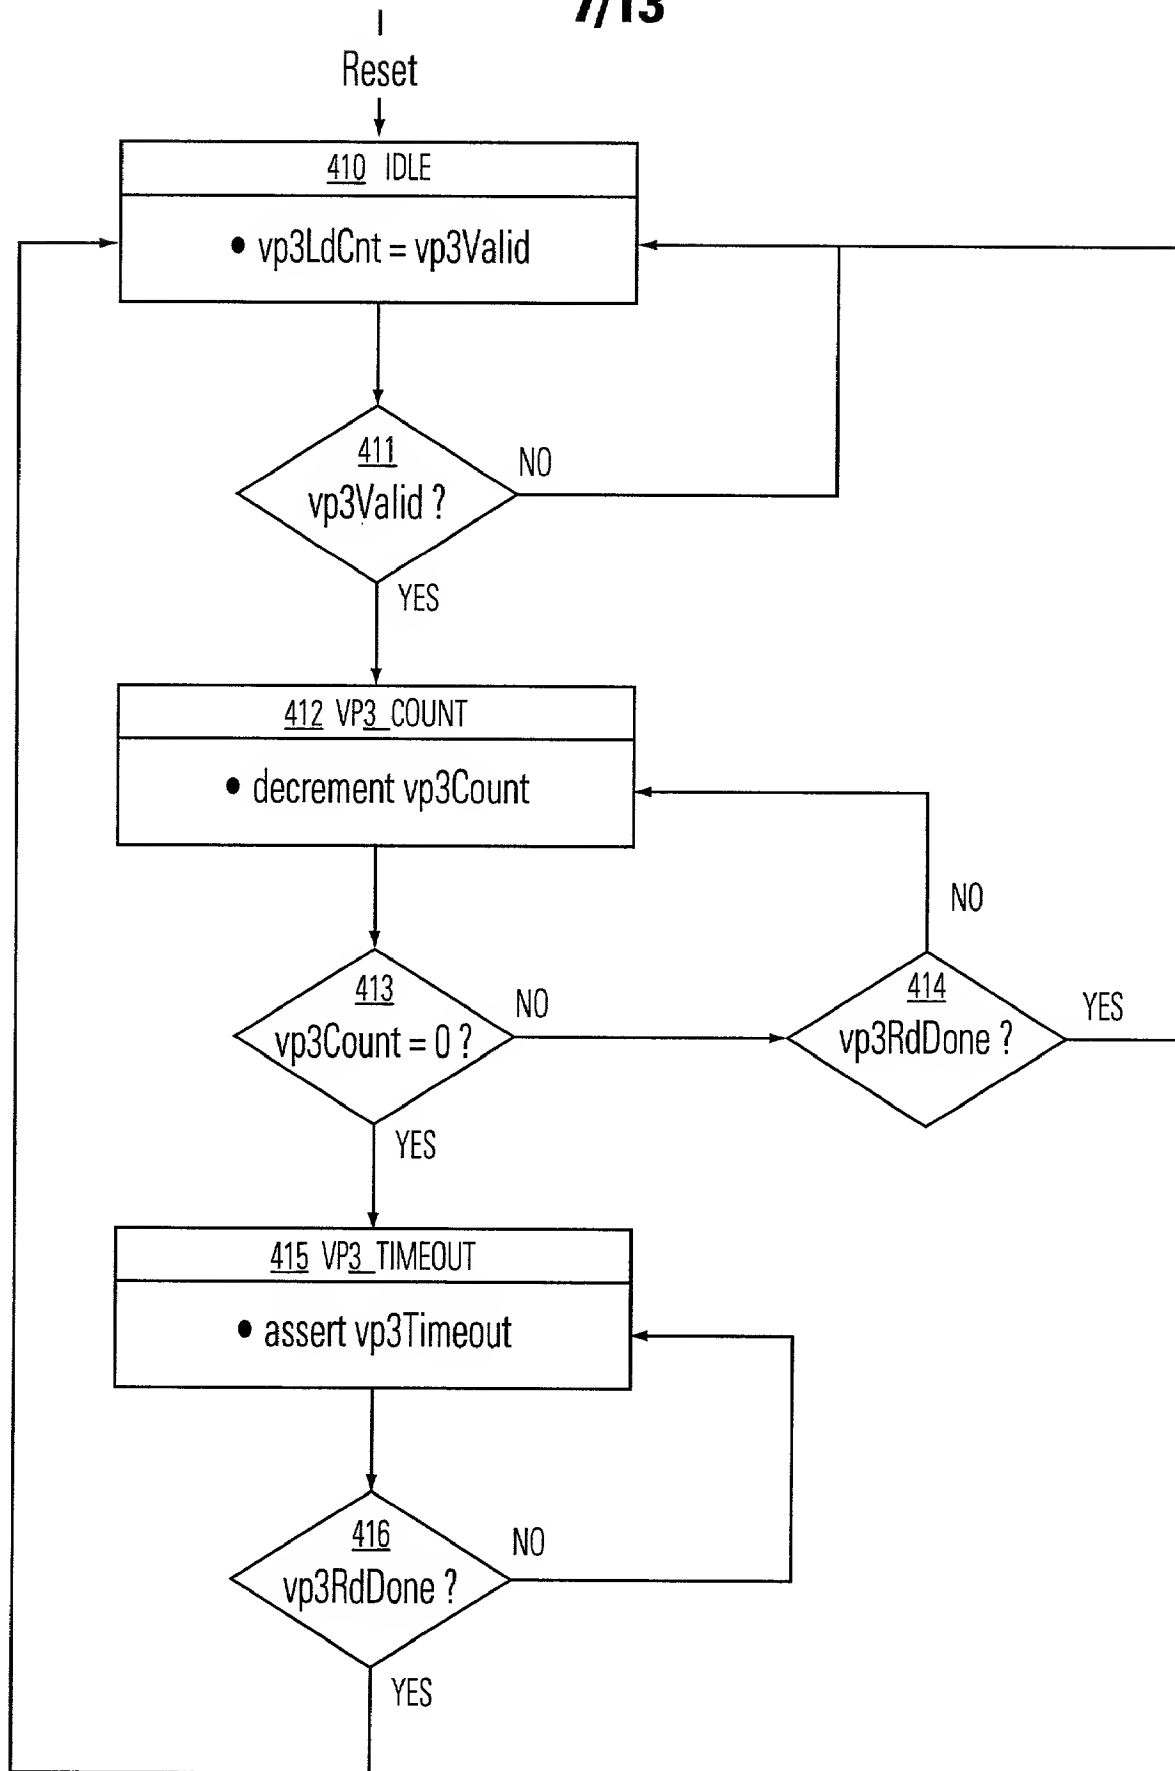 7/13
Reset
410 IDLE
• vp3LdCnt = vp3Valid
411
vp3Valid ?
NO
YES
412 VP3_COUNT
• decrement vp3Count
NO
413
vp3Count = 0 ?
NO
414
vp3RdDone ?
YES
YES
415 VP3_TIMEOUT
• assert vp3Timeout
416
vp3RdDone ?
NO
YES